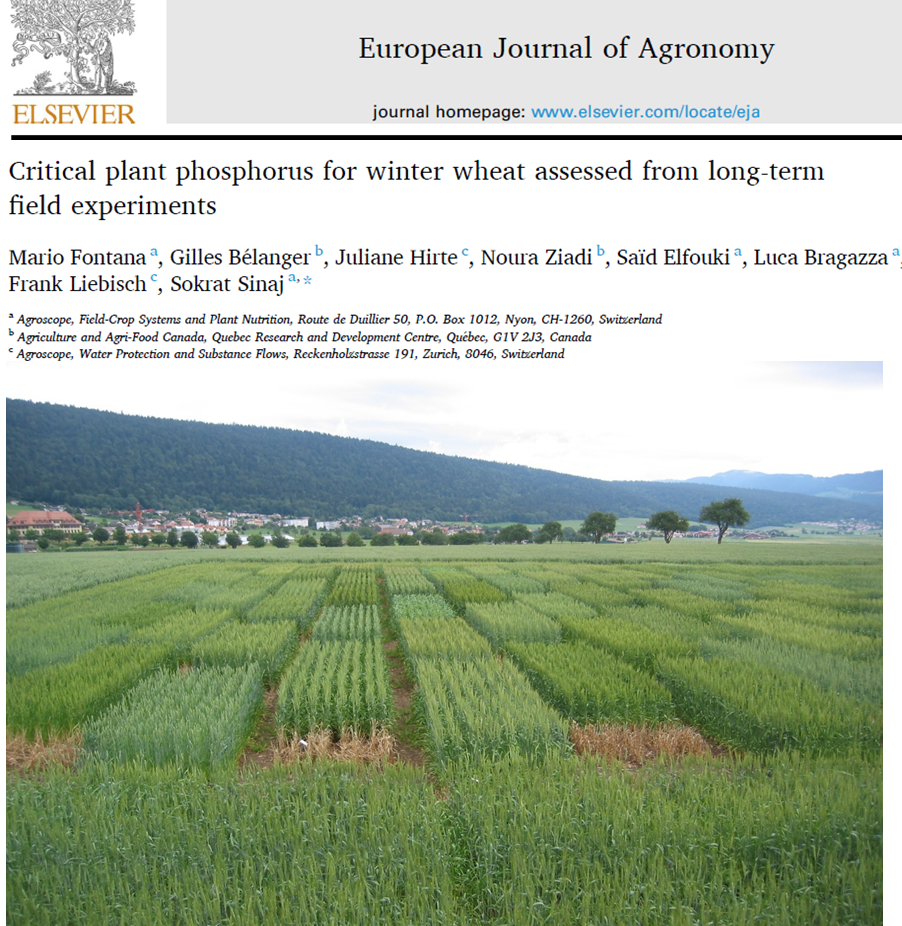 ELSEVIER
European Journal of Agronomy
journal homepage: www.elsevier.com/locate/eja
Critical plant phosphorus for winter wheat assessed from long-term
field experiments
Mario Fontana a, Gilles Bélanger b, Juliane Hirte c, Noura Ziadi b, Saïd Elfouki a, Luca Bragazza a,
Frank Liebisch c, Sokrat Sinaj a,*
a Agroscope, Field-Crop Systems and Plant Nutrition, Route de Duillier 50, P.O. Box 1012, Nyon, CH-1260, Switzerland
b Agriculture and Agri-Food Canada, Quebec Research and Development Centre, Québec, G1V 2J3, Canada
c Agroscope, Water Protection and Substance Flows, Reckenholzstrasse 191, Zurich, 8046, Switzerland